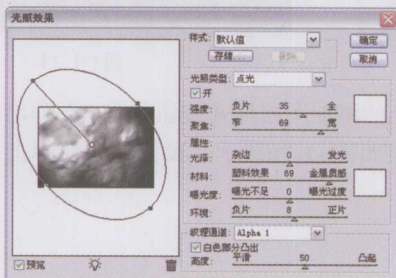 光照效果
样式: 默认值
存储... 删除
确定
取消
光照类型: 点光
开
强度: 负片 35 全
聚焦: 窄 69 宽
属性:
光泽: 杂边 0 发光
材料: 塑料效果 69 金属质感
曝光度: 曝光不足 0 曝光过度
环境: 负片 8 正片
纹理通道: Alpha 1
白色部分凸出
高度: 平滑 50 凸起
预览